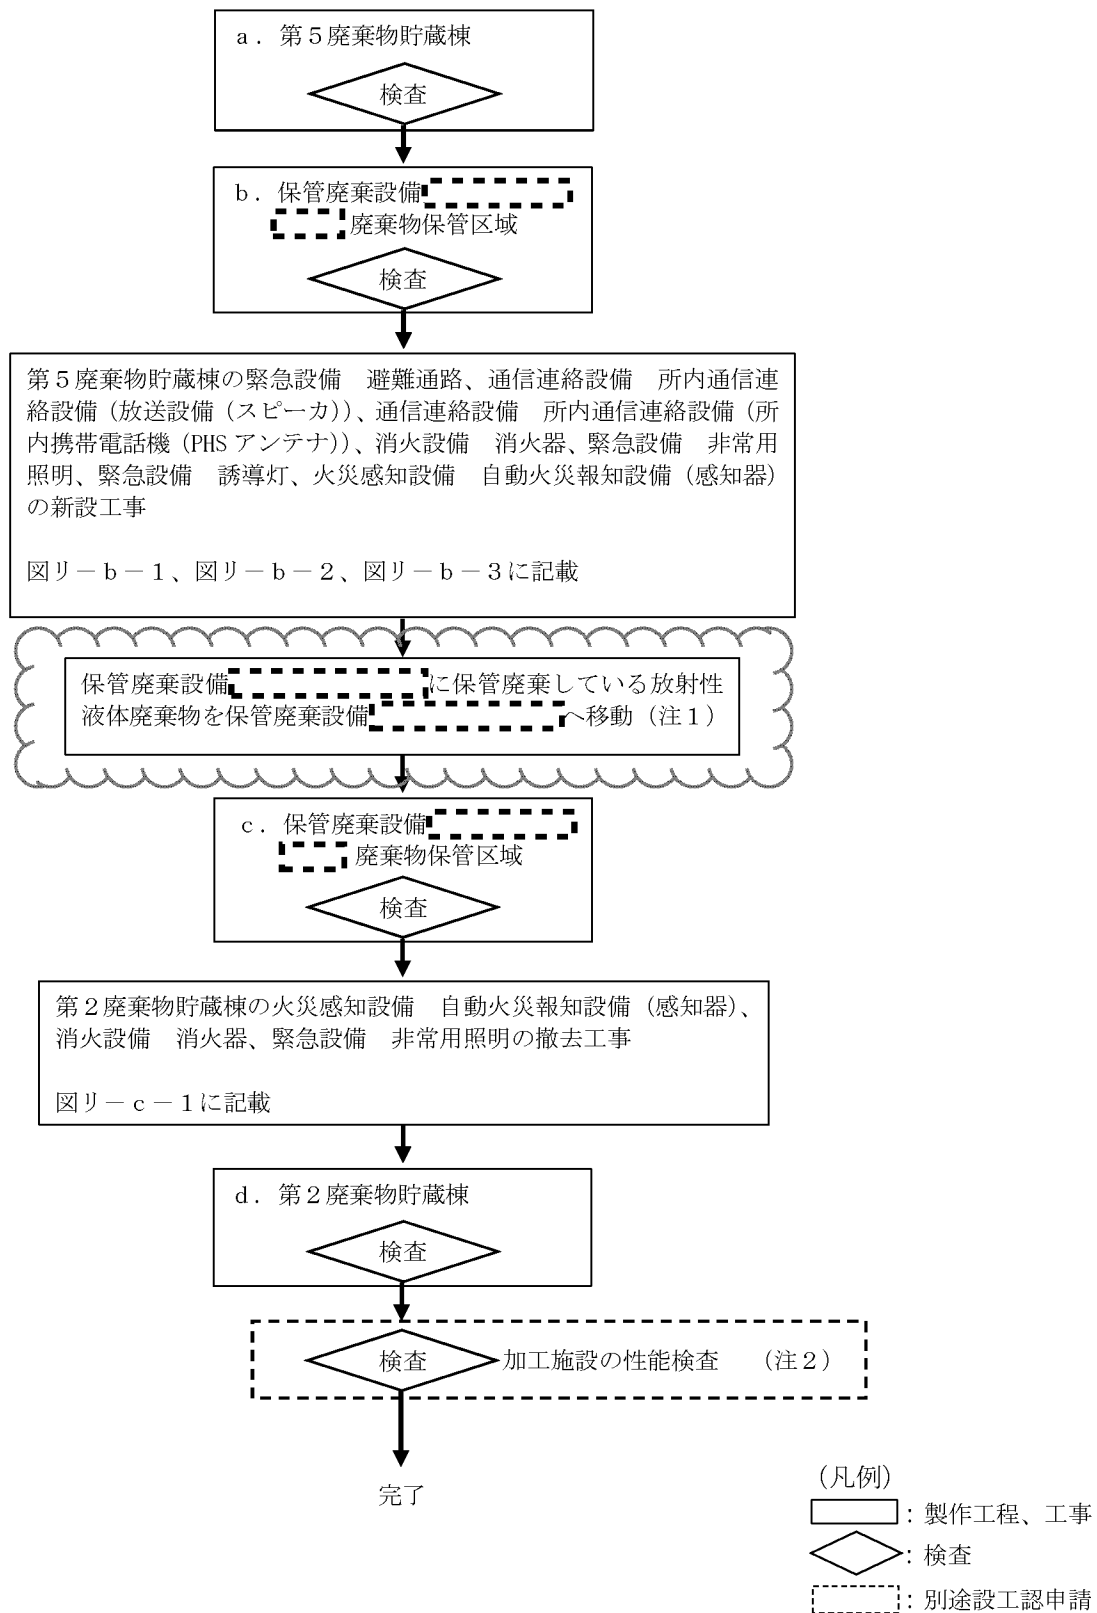 a．第５廃棄物貯蔵棟
検査
b．保管廃棄設備
廃棄物保管区域
検査
第５廃棄物貯蔵棟の緊急設備　避難通路、通信連絡設備　所内通信連
絡設備（放送設備（スピーカ））、通信連絡設備　所内通信連絡設備（所
内携帯電話機（PHS アンテナ））、消火設備　消火器、緊急設備　非常用
照明、緊急設備　誘導灯、火災感知設備　自動火災報知設備（感知器）
の新設工事
図リ－ｂ－１、図リ－ｂ－２、図リ－ｂ－３に記載
保管廃棄設備 に保管廃棄している放射性
液体廃棄物を保管廃棄設備 へ移動（注１）
c．保管廃棄設備
廃棄物保管区域
検査
第２廃棄物貯蔵棟の火災感知設備　自動火災報知設備（感知器）、
消火設備　消火器、緊急設備　非常用照明の撤去工事
図リ－ｃ－１に記載
d．第２廃棄物貯蔵棟
検査
検査 加工施設の性能検査　（注２）
完了
（凡例）
：製作工程、工事
：検査
：別途設工認申請